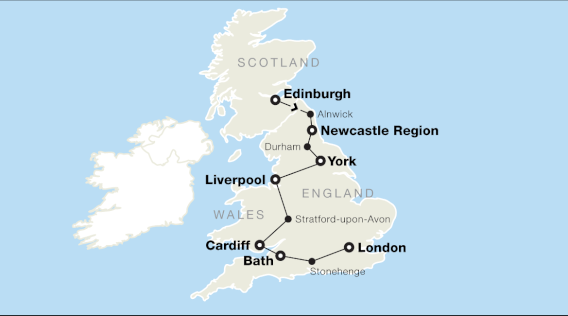 SCOTLAND
Edinburgh
Alnwick
Newcastle Region
Durham
York
Liverpool
ENGLAND
WALES
Stratford-upon-Avon
Cardiff
London
Bath
Stonehenge